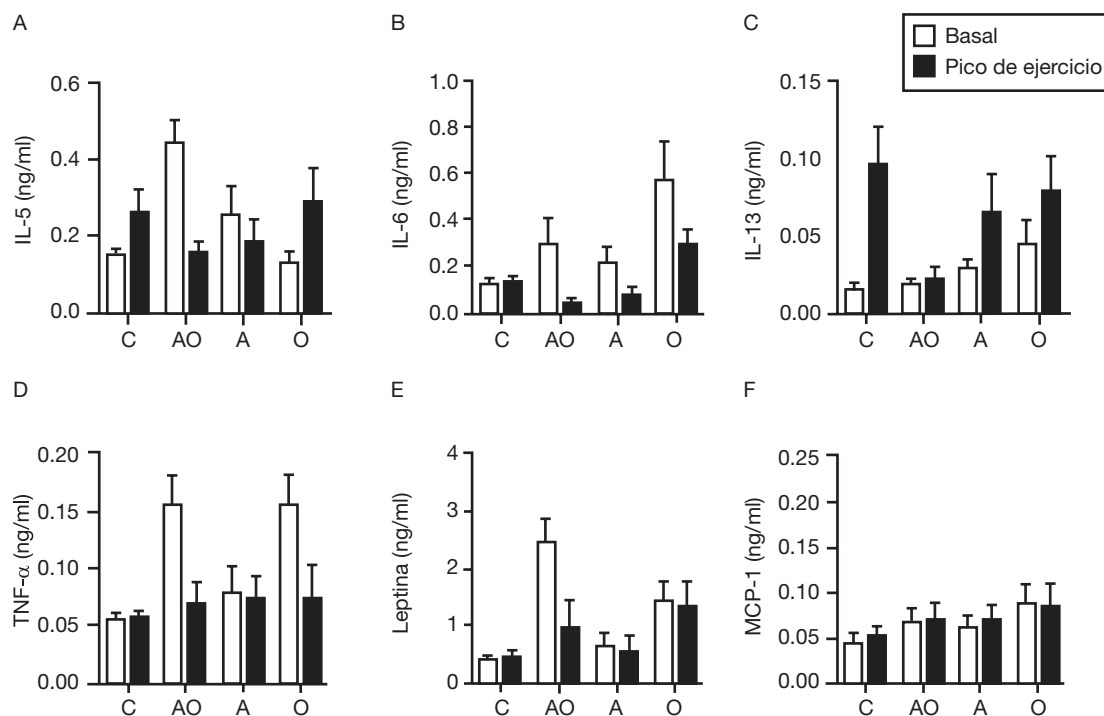 A
IL-5 (ng/ml)
0.6
0.4
0.2
0.0
C AO A O
B
IL-6 (ng/ml)
1.0
0.8
0.6
0.4
0.2
0.0
C AO A O
C
IL-13 (ng/ml)
0.15
0.10
0.05
0.00
C AO A O
Basal
Pico de ejercicio
D
TNF-α (ng/ml)
0.20
0.15
0.10
0.05
0.00
C AO A O
E
Leptina (ng/ml)
4
3
2
1
0
C AO A O
F
MCP-1 (ng/ml)
0.25
0.20
0.15
0.10
0.05
0.00
C AO A O